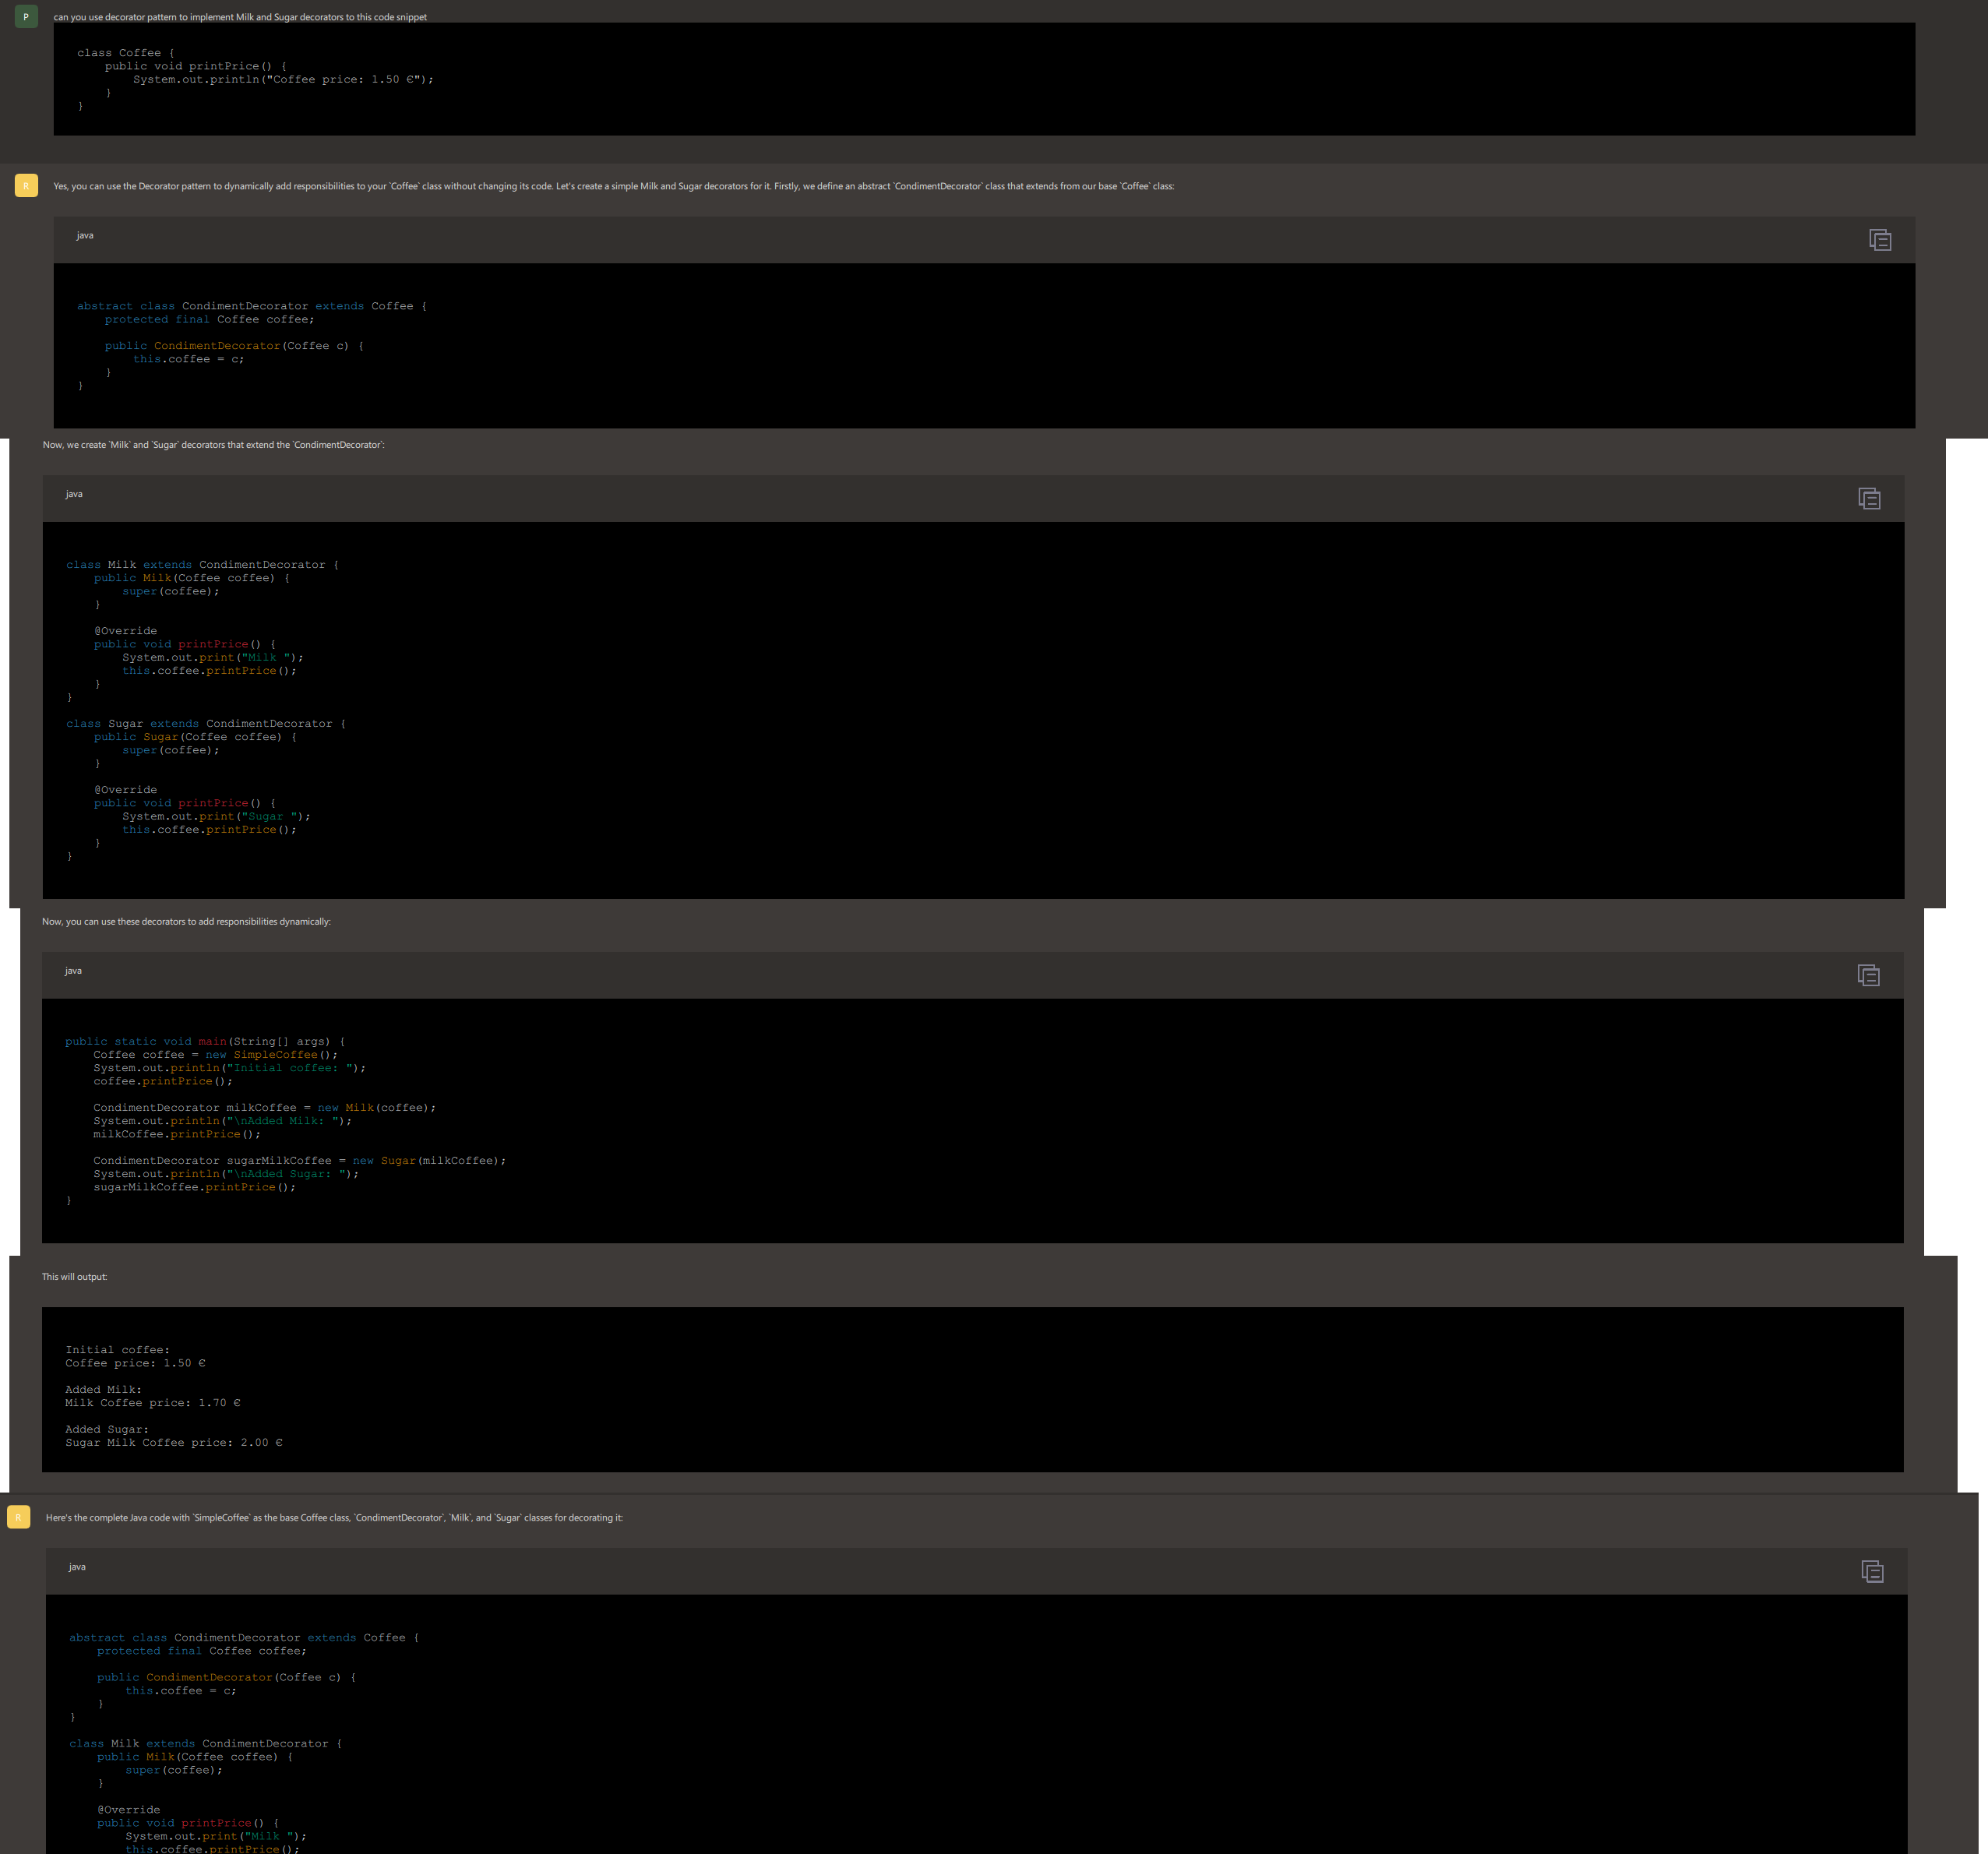 P
can you use decorator pattern to implement Milk and Sugar decorators to this code snippet
class Coffee {
    public void printPrice() {
        System.out.println("Coffee price: 1.50 €");
    }
}
R
Yes, you can use the Decorator pattern to dynamically add responsibilities to your `Coffee` class without changing its code. Let's create a simple Milk and Sugar decorators for it. Firstly, we define an abstract `CondimentDecorator` class that extends from our base `Coffee` class:
java
abstract class CondimentDecorator extends Coffee {
    protected final Coffee coffee;
    public CondimentDecorator(Coffee c) {
        this.coffee = c;
    }
}
Now, we create `Milk` and `Sugar` decorators that extend the `CondimentDecorator`:
java
class Milk extends CondimentDecorator {
    public Milk(Coffee coffee) {
        super(coffee);
    }
    @Override
    public void printPrice() {
        System.out.print("Milk ");
        this.coffee.printPrice();
    }
}
class Sugar extends CondimentDecorator {
    public Sugar(Coffee coffee) {
        super(coffee);
    }
    @Override
    public void printPrice() {
        System.out.print("Sugar ");
        this.coffee.printPrice();
    }
}
Now, you can use these decorators to add responsibilities dynamically:
java
public static void main(String[] args) {
    Coffee coffee = new SimpleCoffee();
    System.out.println("Initial coffee: ");
    coffee.printPrice();
    CondimentDecorator milkCoffee = new Milk(coffee);
    System.out.println("\nAdded Milk: ");
    milkCoffee.printPrice();
    CondimentDecorator sugarMilkCoffee = new Sugar(milkCoffee);
    System.out.println("\nAdded Sugar: ");
    sugarMilkCoffee.printPrice();
}
This will output:
Initial coffee:
Coffee price: 1.50 €
Added Milk:
Milk Coffee price: 1.70 €
Added Sugar:
Sugar Milk Coffee price: 2.00 €
R
Here's the complete Java code with `SimpleCoffee` as the base Coffee class, `CondimentDecorator`, `Milk`, and `Sugar` classes for decorating it:
java
abstract class CondimentDecorator extends Coffee {
    protected final Coffee coffee;
    public CondimentDecorator(Coffee c) {
        this.coffee = c;
    }
}
class Milk extends CondimentDecorator {
    public Milk(Coffee coffee) {
        super(coffee);
    }
    @Override
    public void printPrice() {
        System.out.print("Milk ");
        this.coffee.printPrice();